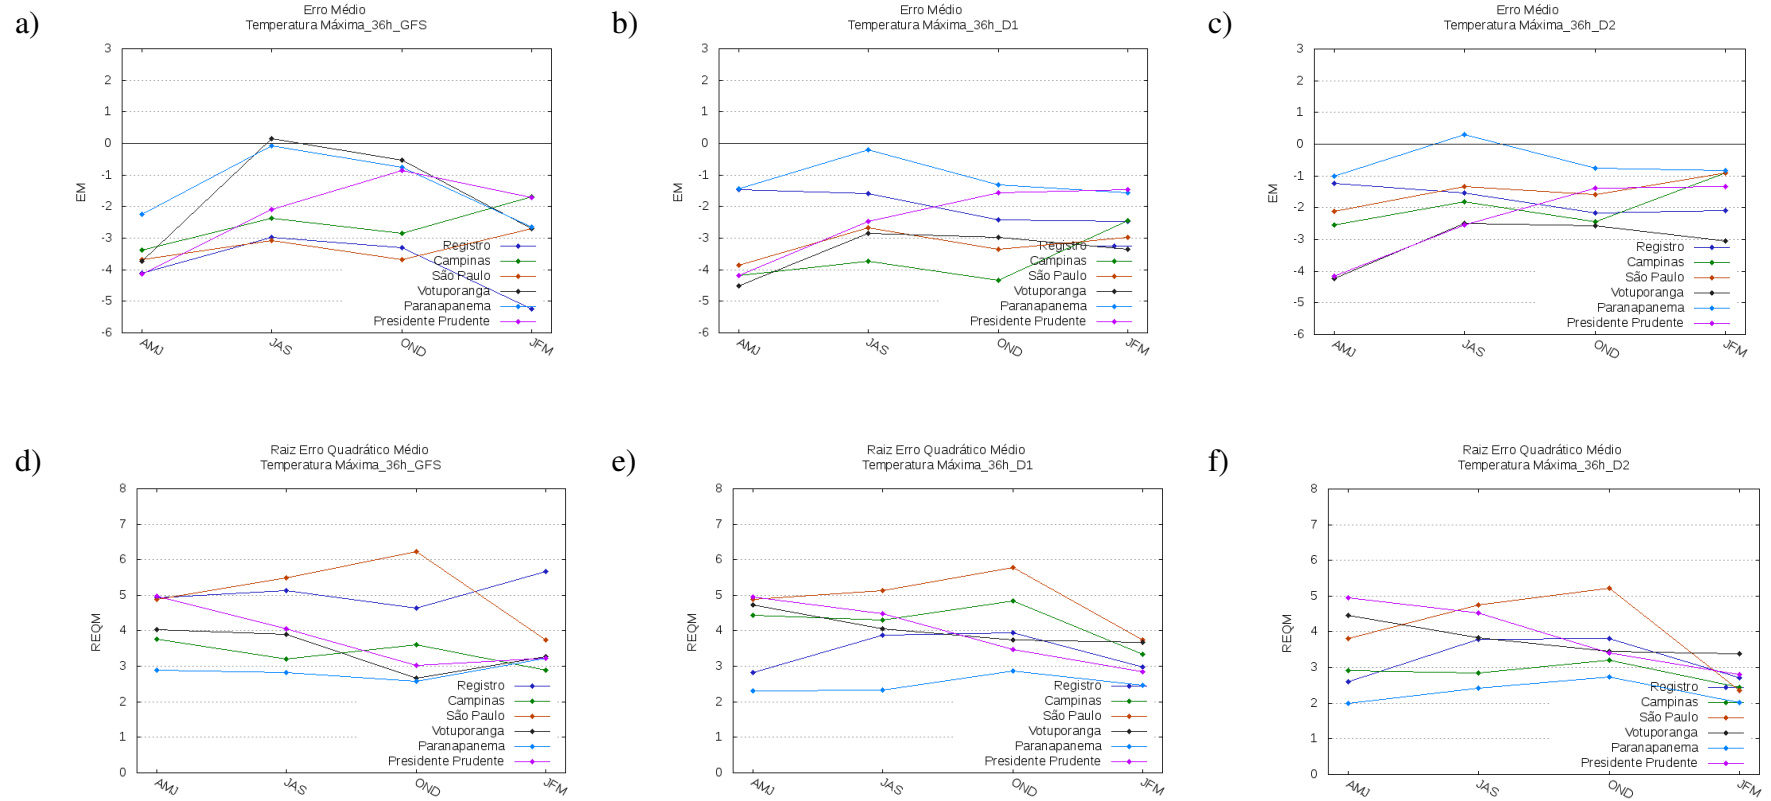 a)
Erro Médio
Temperatura Máxima_36h_GFS
EM
3
2
1
0
-1
-2
-3
-4
-5
-6
AMJ
JAS
OND
JFM
Registro
Campinas
São Paulo
Votuporanga
Paranapanema
Presidente Prudente
b)
Erro Médio
Temperatura Máxima_36h_D1
EM
3
2
1
0
-1
-2
-3
-4
-5
-6
AMJ
JAS
OND
JFM
Registro
Campinas
São Paulo
Votuporanga
Paranapanema
Presidente Prudente
c)
Erro Médio
Temperatura Máxima_36h_D2
EM
3
2
1
0
-1
-2
-3
-4
-5
-6
AMJ
JAS
OND
JFM
Registro
Campinas
São Paulo
Votuporanga
Paranapanema
Presidente Prudente
d)
Raiz Erro Quadrático Médio
Temperatura Máxima_36h_GFS
REQM
8
7
6
5
4
3
2
1
0
AMJ
JAS
OND
JFM
Registro
Campinas
São Paulo
Votuporanga
Paranapanema
Presidente Prudente
e)
Raiz Erro Quadrático Médio
Temperatura Máxima_36h_D1
REQM
8
7
6
5
4
3
2
1
0
AMJ
JAS
OND
JFM
Registro
Campinas
São Paulo
Votuporanga
Paranapanema
Presidente Prudente
f)
Raiz Erro Quadrático Médio
Temperatura Máxima_36h_D2
REQM
8
7
6
5
4
3
2
1
0
AMJ
JAS
OND
JFM
Registro
Campinas
São Paulo
Votuporanga
Paranapanema
Presidente Prudente